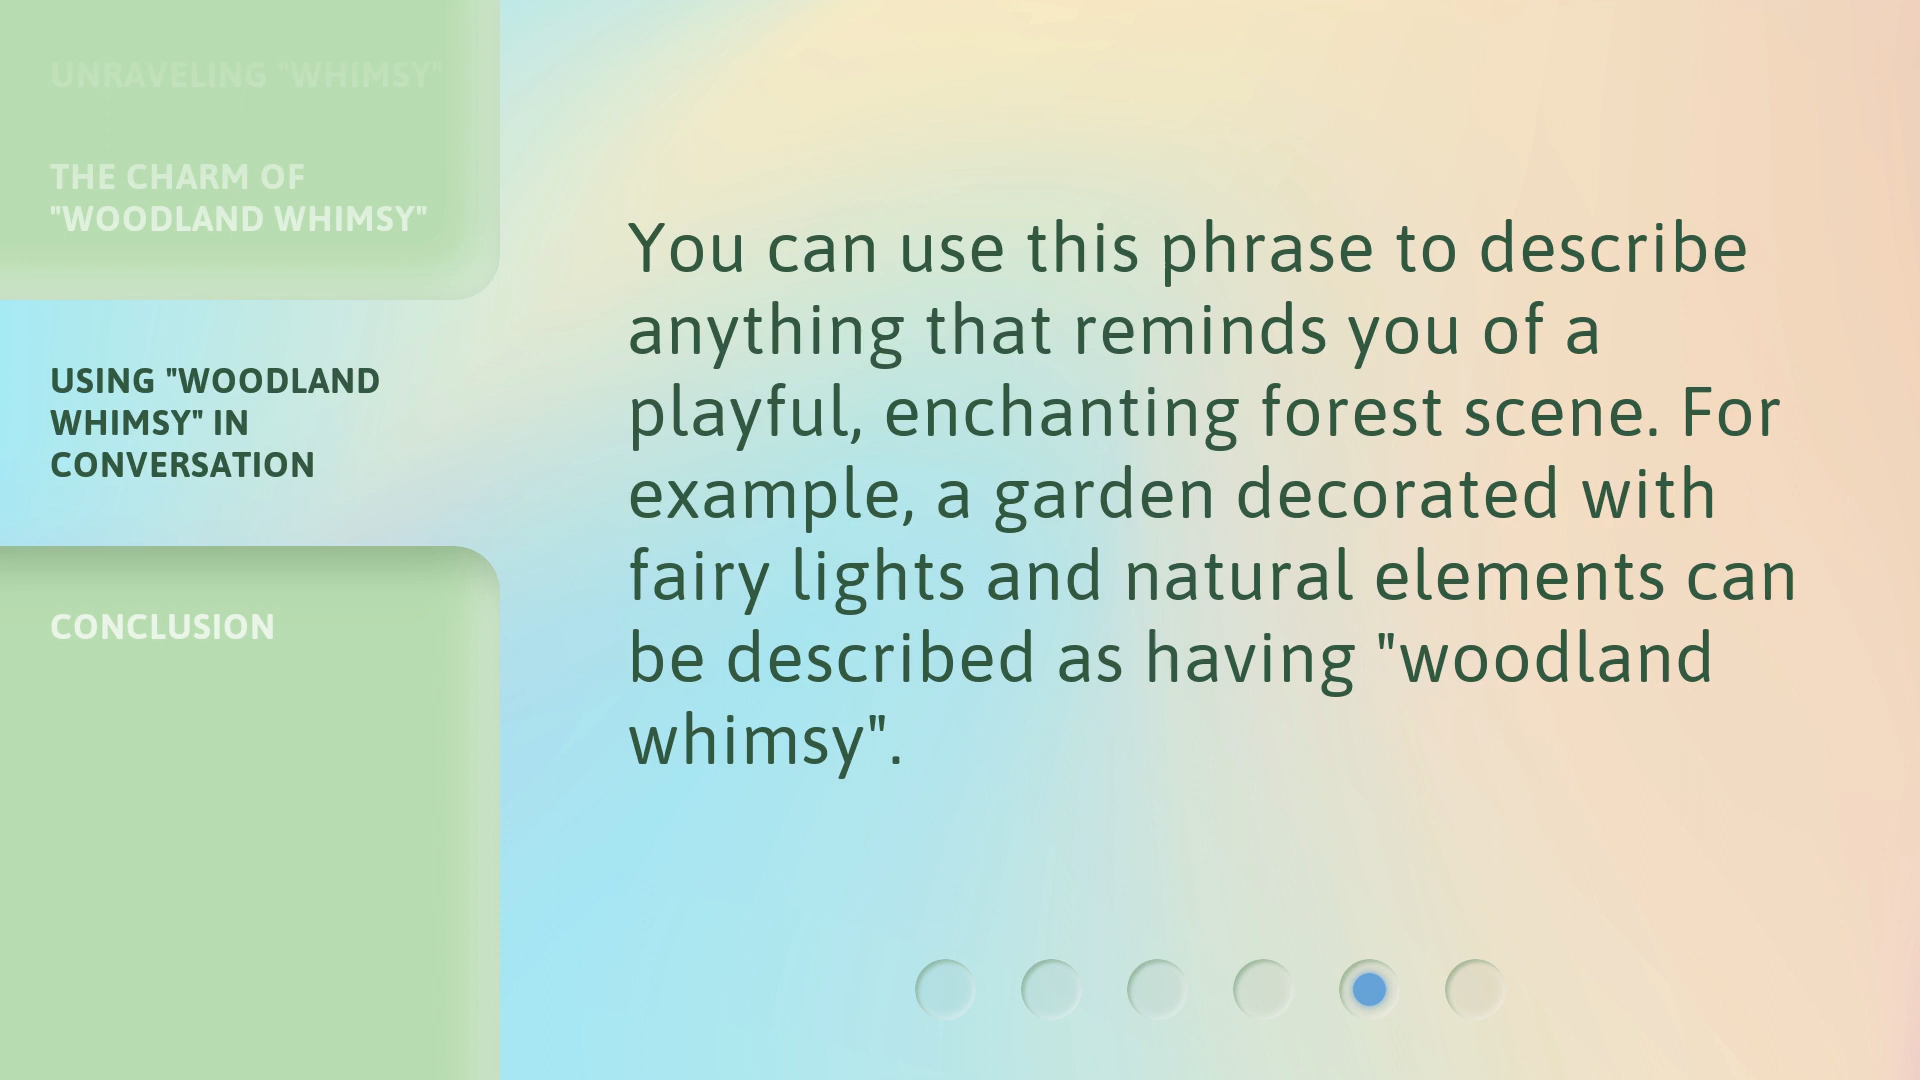 UNRAVELING "WHIMSY"
THE CHARM OF
"WOODLAND WHIMSY"
USING "WOODLAND
WHIMSY" IN
CONVERSATION
CONCLUSION
You can use this phrase to describe
anything that reminds you of a
playful, enchanting forest scene. For
example, a garden decorated with
fairy lights and natural elements can
be described as having "woodland
whimsy".